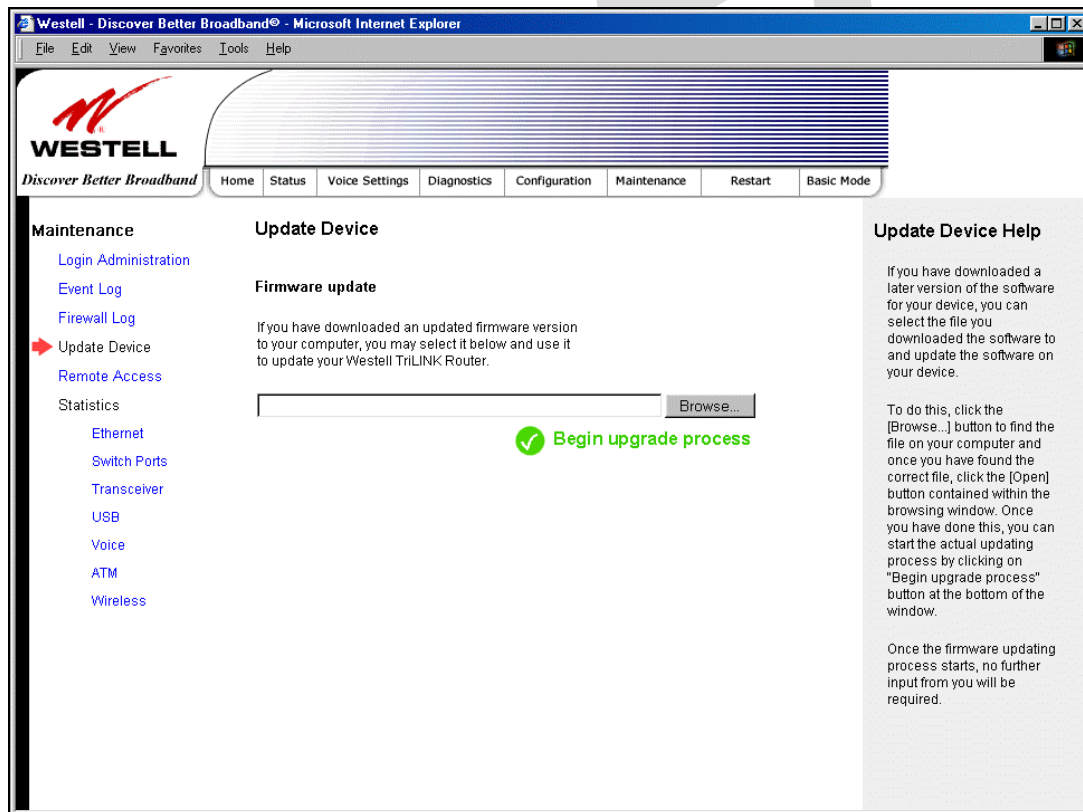 Westell - Discover Better Broadband® - Microsoft Internet Explorer
File Edit View Favorites Tools Help
WESTELL
Discover Better Broadband
Home Status Voice Settings Diagnostics Configuration Maintenance Restart Basic Mode
Maintenance
Login Administration
Event Log
Firewall Log
Update Device
Remote Access
Statistics
Ethernet
Switch Ports
Transceiver
USB
Voice
ATM
Wireless
Update Device
Firmware update
If you have downloaded an updated firmware version
to your computer, you may select it below and use it
to update your Westell TriLINK Router.
Browse...
Begin upgrade process
Update Device Help
If you have downloaded a
later version of the software
for your device, you can
select the file you
downloaded the software to
and update the software on
your device.
To do this, click the
[Browse...] button to find the
file on your computer and
once you have found the
correct file, click the [Open]
button contained within the
browsing window. Once
you have done this, you can
start the actual updating
process by clicking on
"Begin upgrade process"
button at the bottom of the
window.
Once the firmware updating
process starts, no further
input from you will be
required.